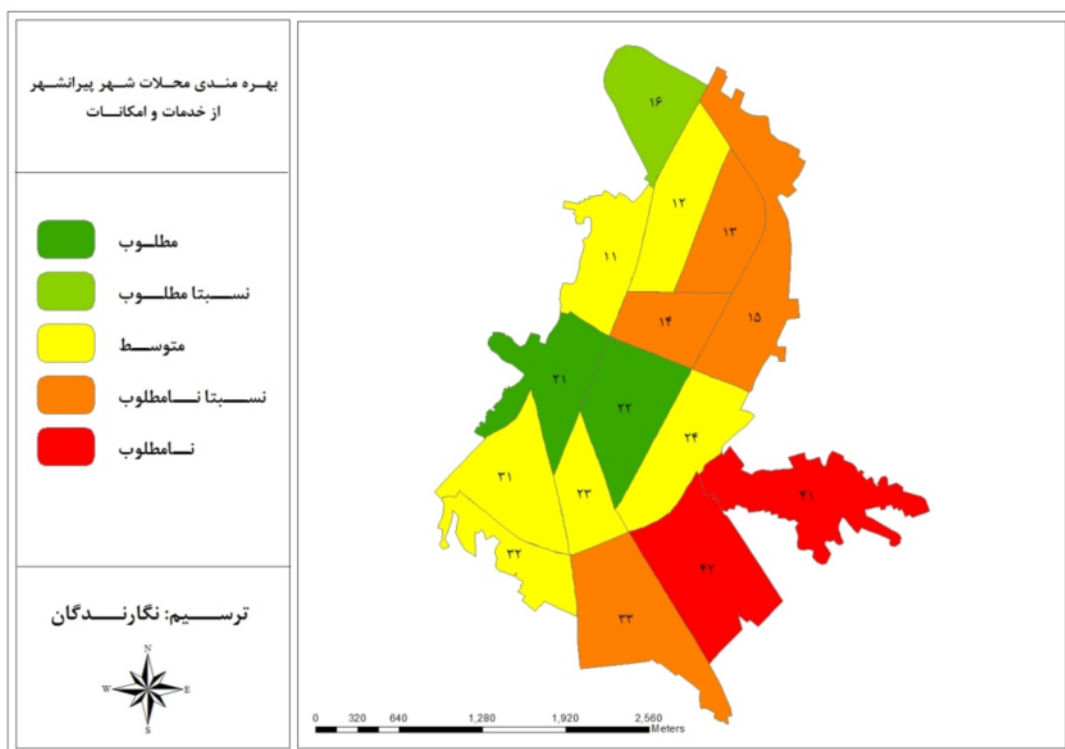 بهره مندی محلات شهر پیرانشهر
از خدمات و امکانات
مطلوب
نسبتا مطلوب
متوسط
نسبتا نامطلوب
نامطلوب
ترسیم: نگارندگان
N
W E
S
۱۶
۱۲
۱۳
۱۱
۱۴
۱۵
۲۱
۲۲
۲۴
۳۱
۲۳
۴۱
۳۲
۴۲
۳۳
0 320 640 1,280 1,920 2,560
Meters